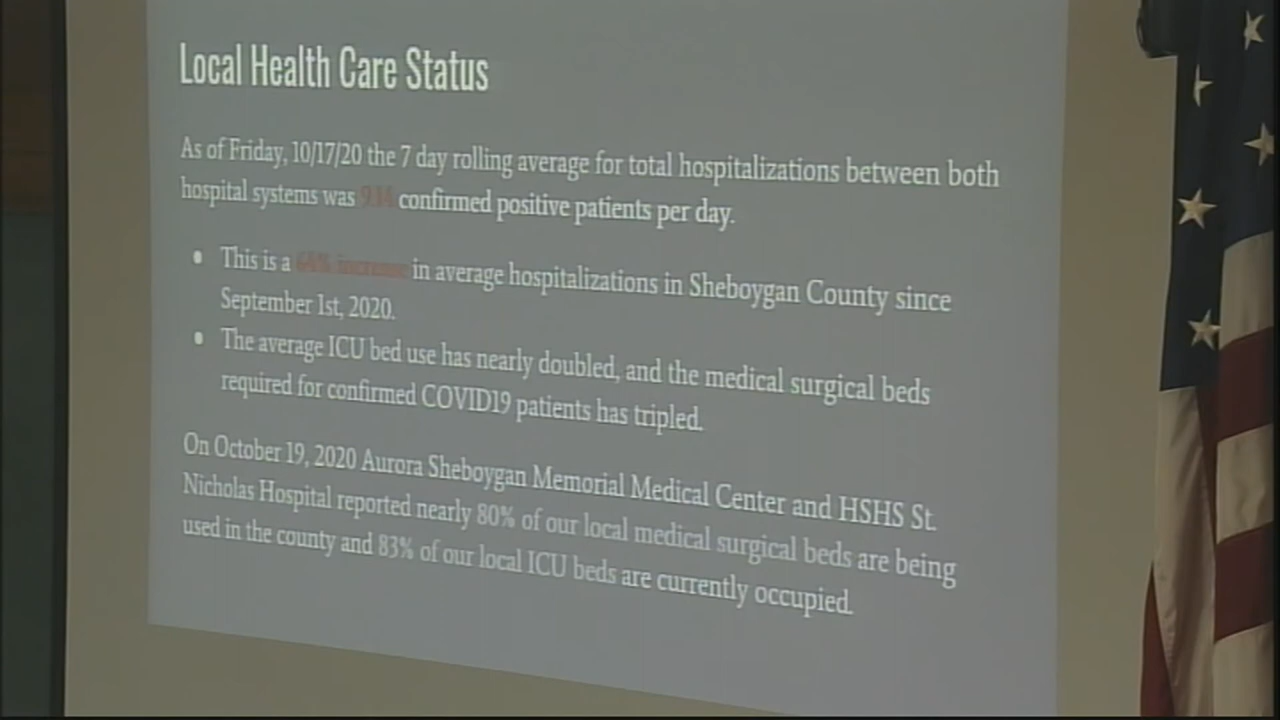 Local Health Care Status
As of Friday, 10/17/20 the 7 day rolling average for total hospitalizations between both
hospital systems was confirmed positive patients per day.
• This is a increase in average hospitalizations in Sheboygan County since
September 1st, 2020.
• The average ICU bed use has nearly doubled, and the medical surgical beds
required for confirmed COVID19 patients has tripled.
On October 19, 2020 Aurora Sheboygan Memorial Medical Center and HSHS St.
Nicholas Hospital reported nearly 80% of our local medical surgical beds are being
used in the county and 83% of our local ICU beds are currently occupied.